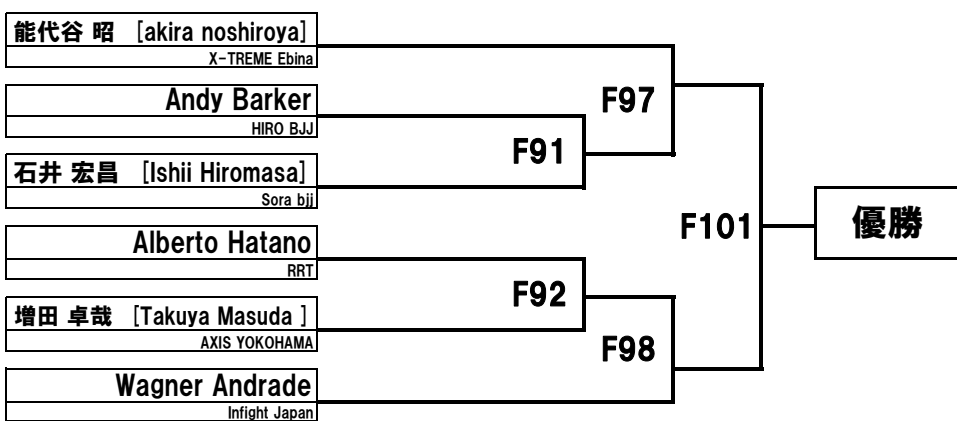 能代谷 昭 [akira noshiroya]
X-TREME Ebina
Andy Barker
HIRO BJJ
F97
F91
石井 宏昌 [Ishii Hiromasa]
Sora bjj
F101
優勝
Alberto Hatano
RRT
F92
増田 卓哉 [Takuya Masuda ]
AXIS YOKOHAMA
F98
Wagner Andrade
Infight Japan